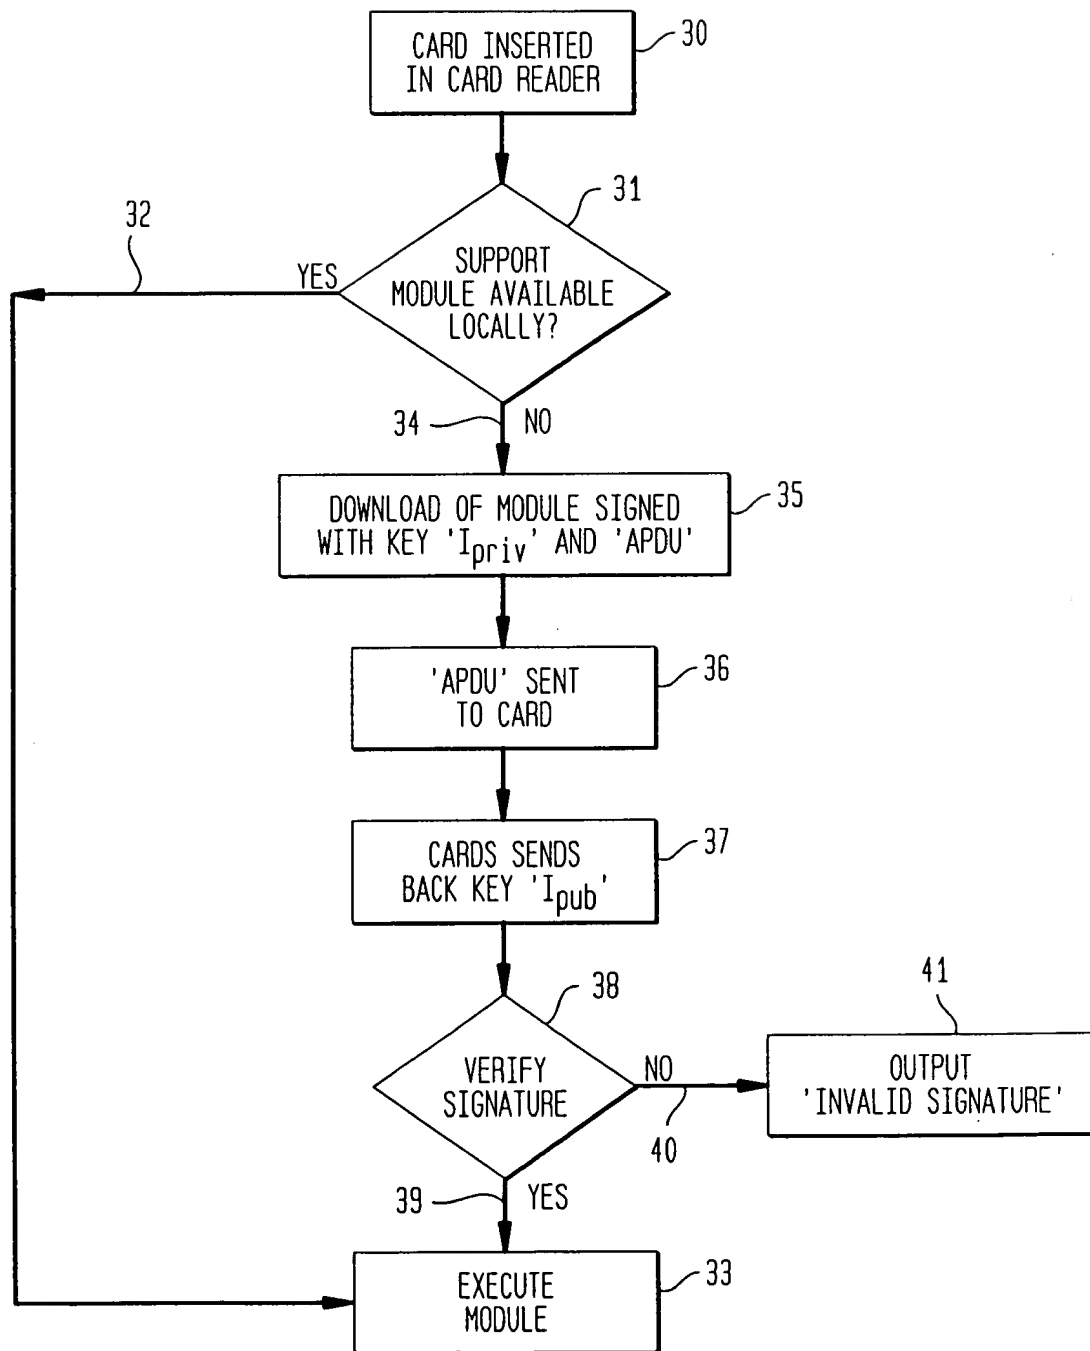 CARD INSERTED
IN CARD READER
30
31
32
YES
SUPPORT
MODULE AVAILABLE
LOCALLY?
34
NO
DOWNLOAD OF MODULE SIGNED
WITH KEY 'Ipriv' AND 'APDU'
35
'APDU' SENT
TO CARD
36
CARDS SENDS
BACK KEY 'Ipub'
37
38
VERIFY
SIGNATURE
NO
40
41
OUTPUT
'INVALID SIGNATURE'
39
YES
EXECUTE
MODULE
33